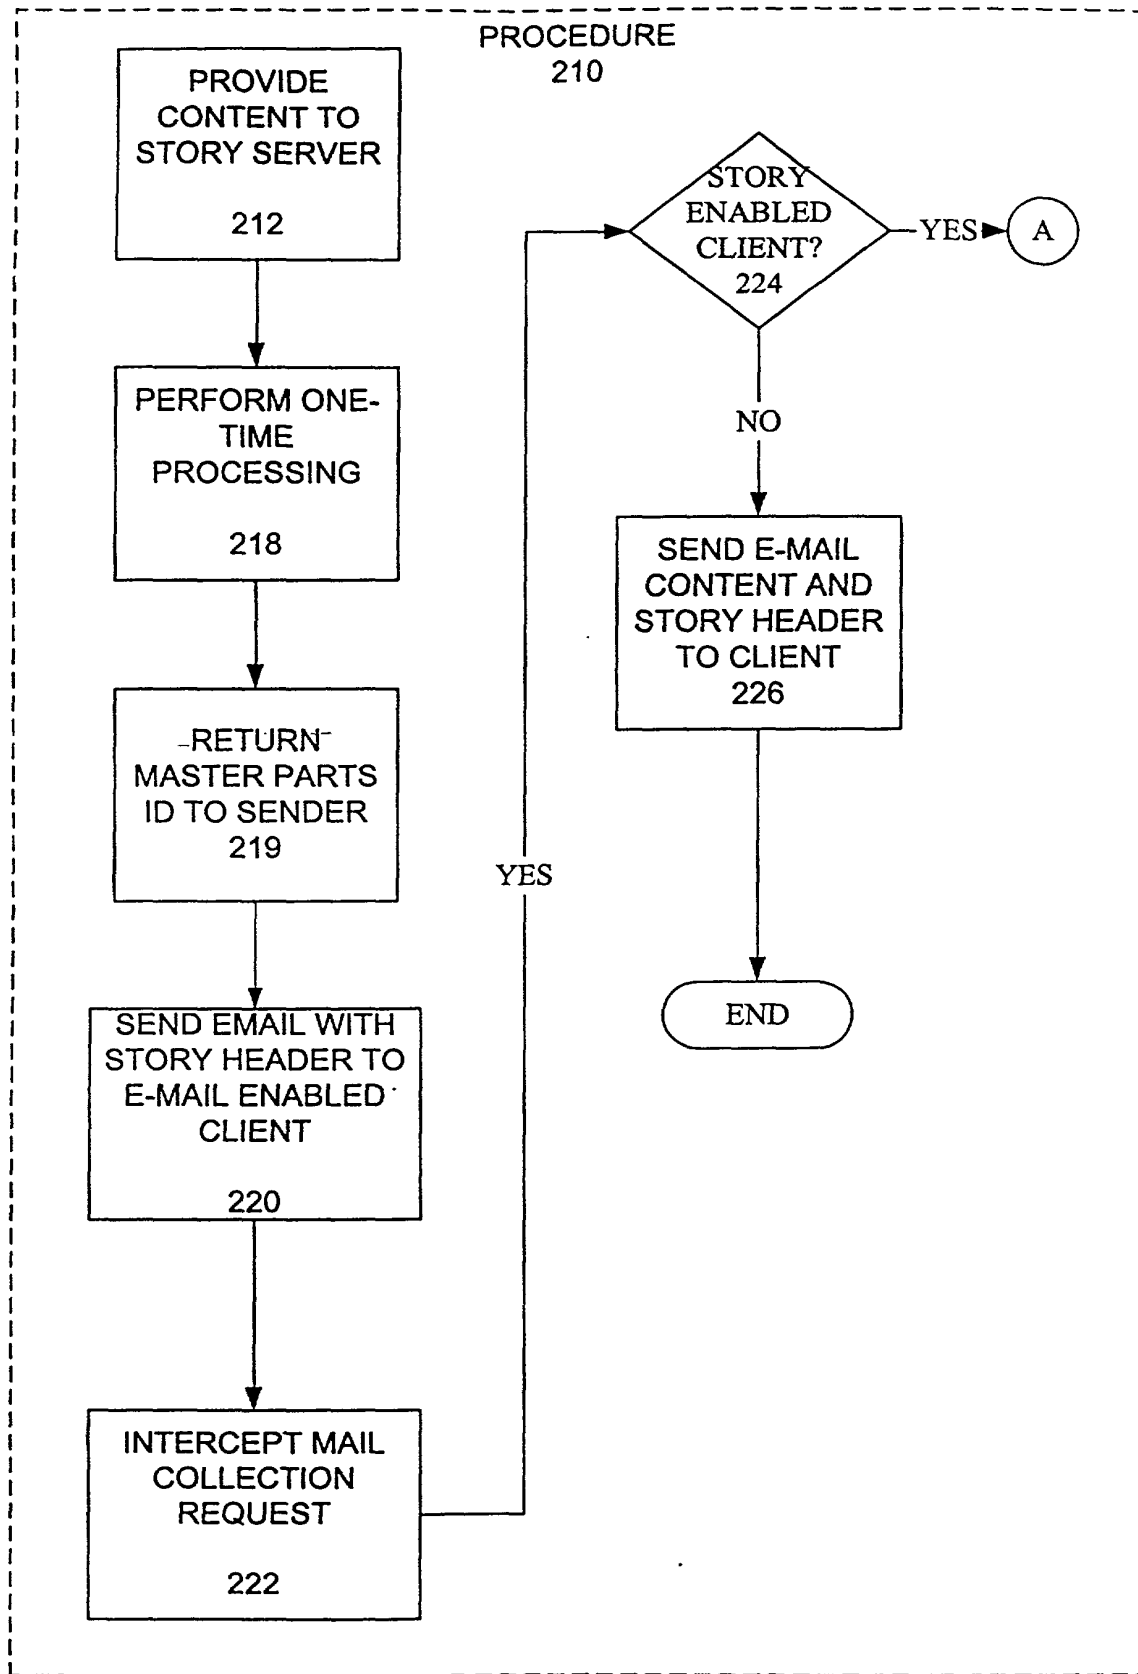 PROCEDURE
210
PROVIDE
CONTENT TO
STORY SERVER
212
PERFORM ONE-
TIME
PROCESSING
218
RETURN
MASTER PARTS
ID TO SENDER
219
SEND EMAIL WITH
STORY HEADER TO
E-MAIL ENABLED
CLIENT
220
INTERCEPT MAIL
COLLECTION
REQUEST
222
YES
STORY
ENABLED
CLIENT?
224
YES
A
NO
SEND E-MAIL
CONTENT AND
STORY HEADER
TO CLIENT
226
END